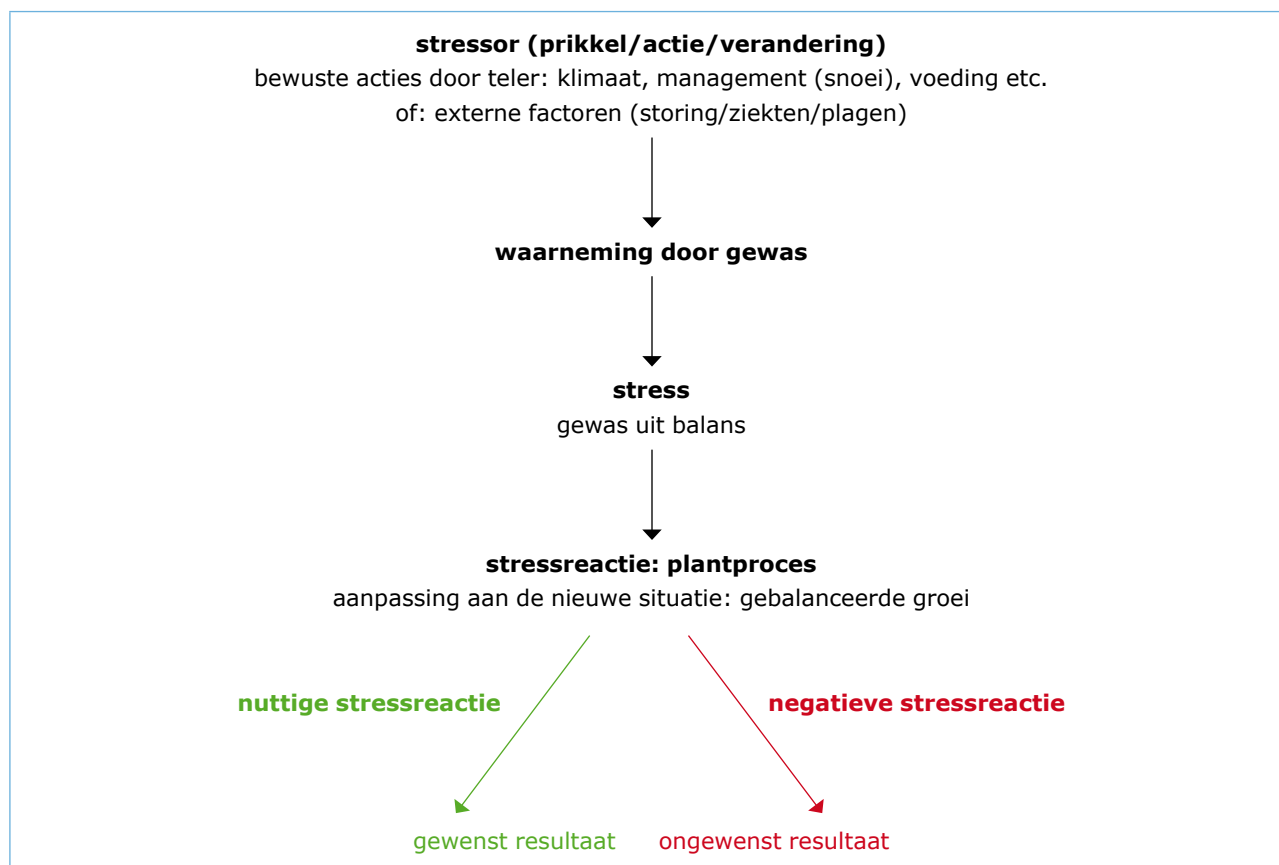 stressor (prikkel/actie/verandering)
bewuste acties door teler: klimaat, management (snoei), voeding etc.
of: externe factoren (storing/ziekten/plagen)
waarneming door gewas
stress
gewas uit balans
stressreactie: plantproces
aanpassing aan de nieuwe situatie: gebalanceerde groei
nuttige stressreactie
negatieve stressreactie
gewenst resultaat
ongewenst resultaat